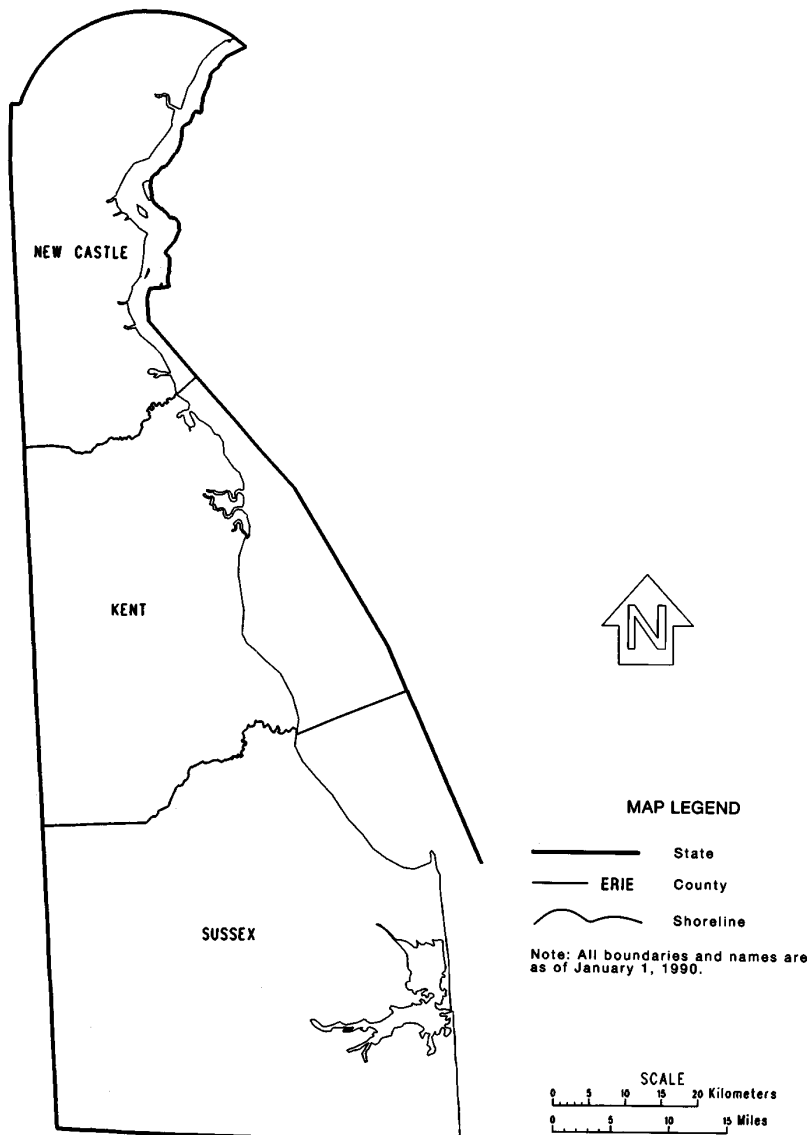 NEW CASTLE
KENT
N
SUSSEX
MAP LEGEND
State
ERIE County
Shoreline
Note: All boundaries and names are
as of January 1, 1990.
SCALE
0 5 10 15 20 Kilometers
0 5 10 15 Miles